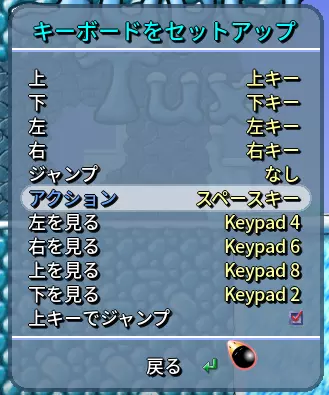 キーボードをセットアップ
上 上キー
下 下キー
左 左キー
右 右キー
ジャンプ なし
アクション スペースキー
左を見る Keypad 4
右を見る Keypad 6
上を見る Keypad 8
下を見る Keypad 2
上キーでジャンプ
戻る